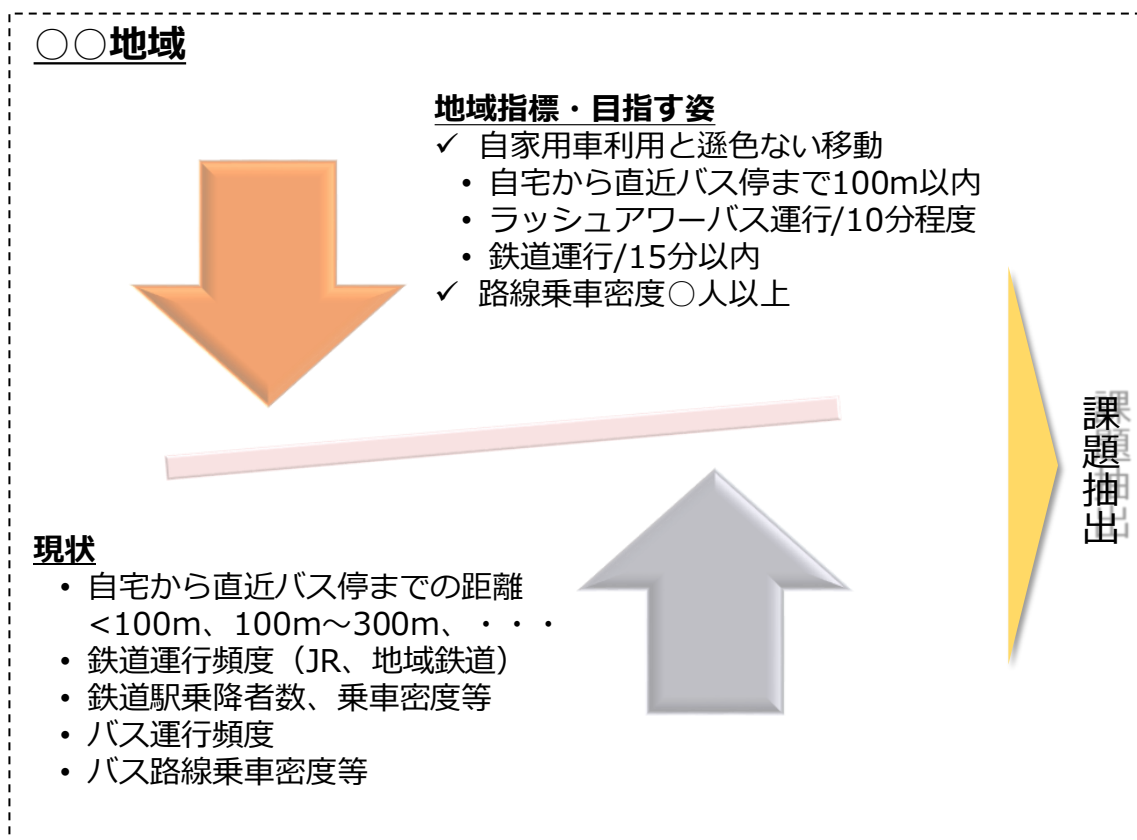 ○○地域
地域指標・目指す姿
✓ 自家用車利用と遜色ない移動
• 自宅から直近バス停まで100m以内
• ラッシュアワーバス運行/10分程度
• 鉄道運行/15分以内
✓ 路線乗車密度○人以上
課題抽出
現状
• 自宅から直近バス停までの距離
<100m、100m～300m、・・・
• 鉄道運行頻度（JR、地域鉄道）
• 鉄道駅乗降者数、乗車密度等
• バス運行頻度
• バス路線乗車密度等